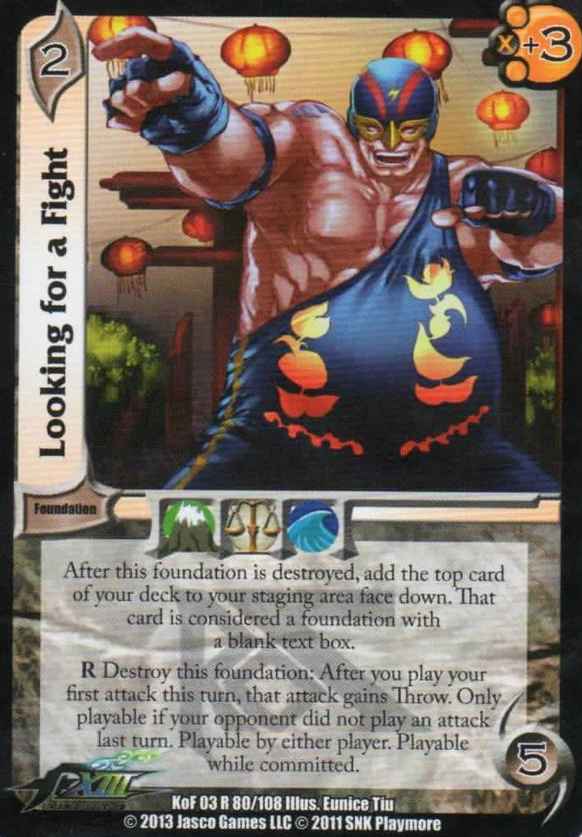 2
X +3
Looking for a Fight
Foundation
After this foundation is destroyed, add the top card
of your deck to your staging area face down. That
card is considered a foundation with
a blank text box.
R Destroy this foundation: After you play your
first attack this turn, that attack gains Throw. Only
playable if your opponent did not play an attack
last turn. Playable by either player. Playable
while committed.
5
XIII
KoF 03 R 80/108 Illus. Eunice Tiu
© 2013 Jasco Games LLC © 2011 SNK Playmore